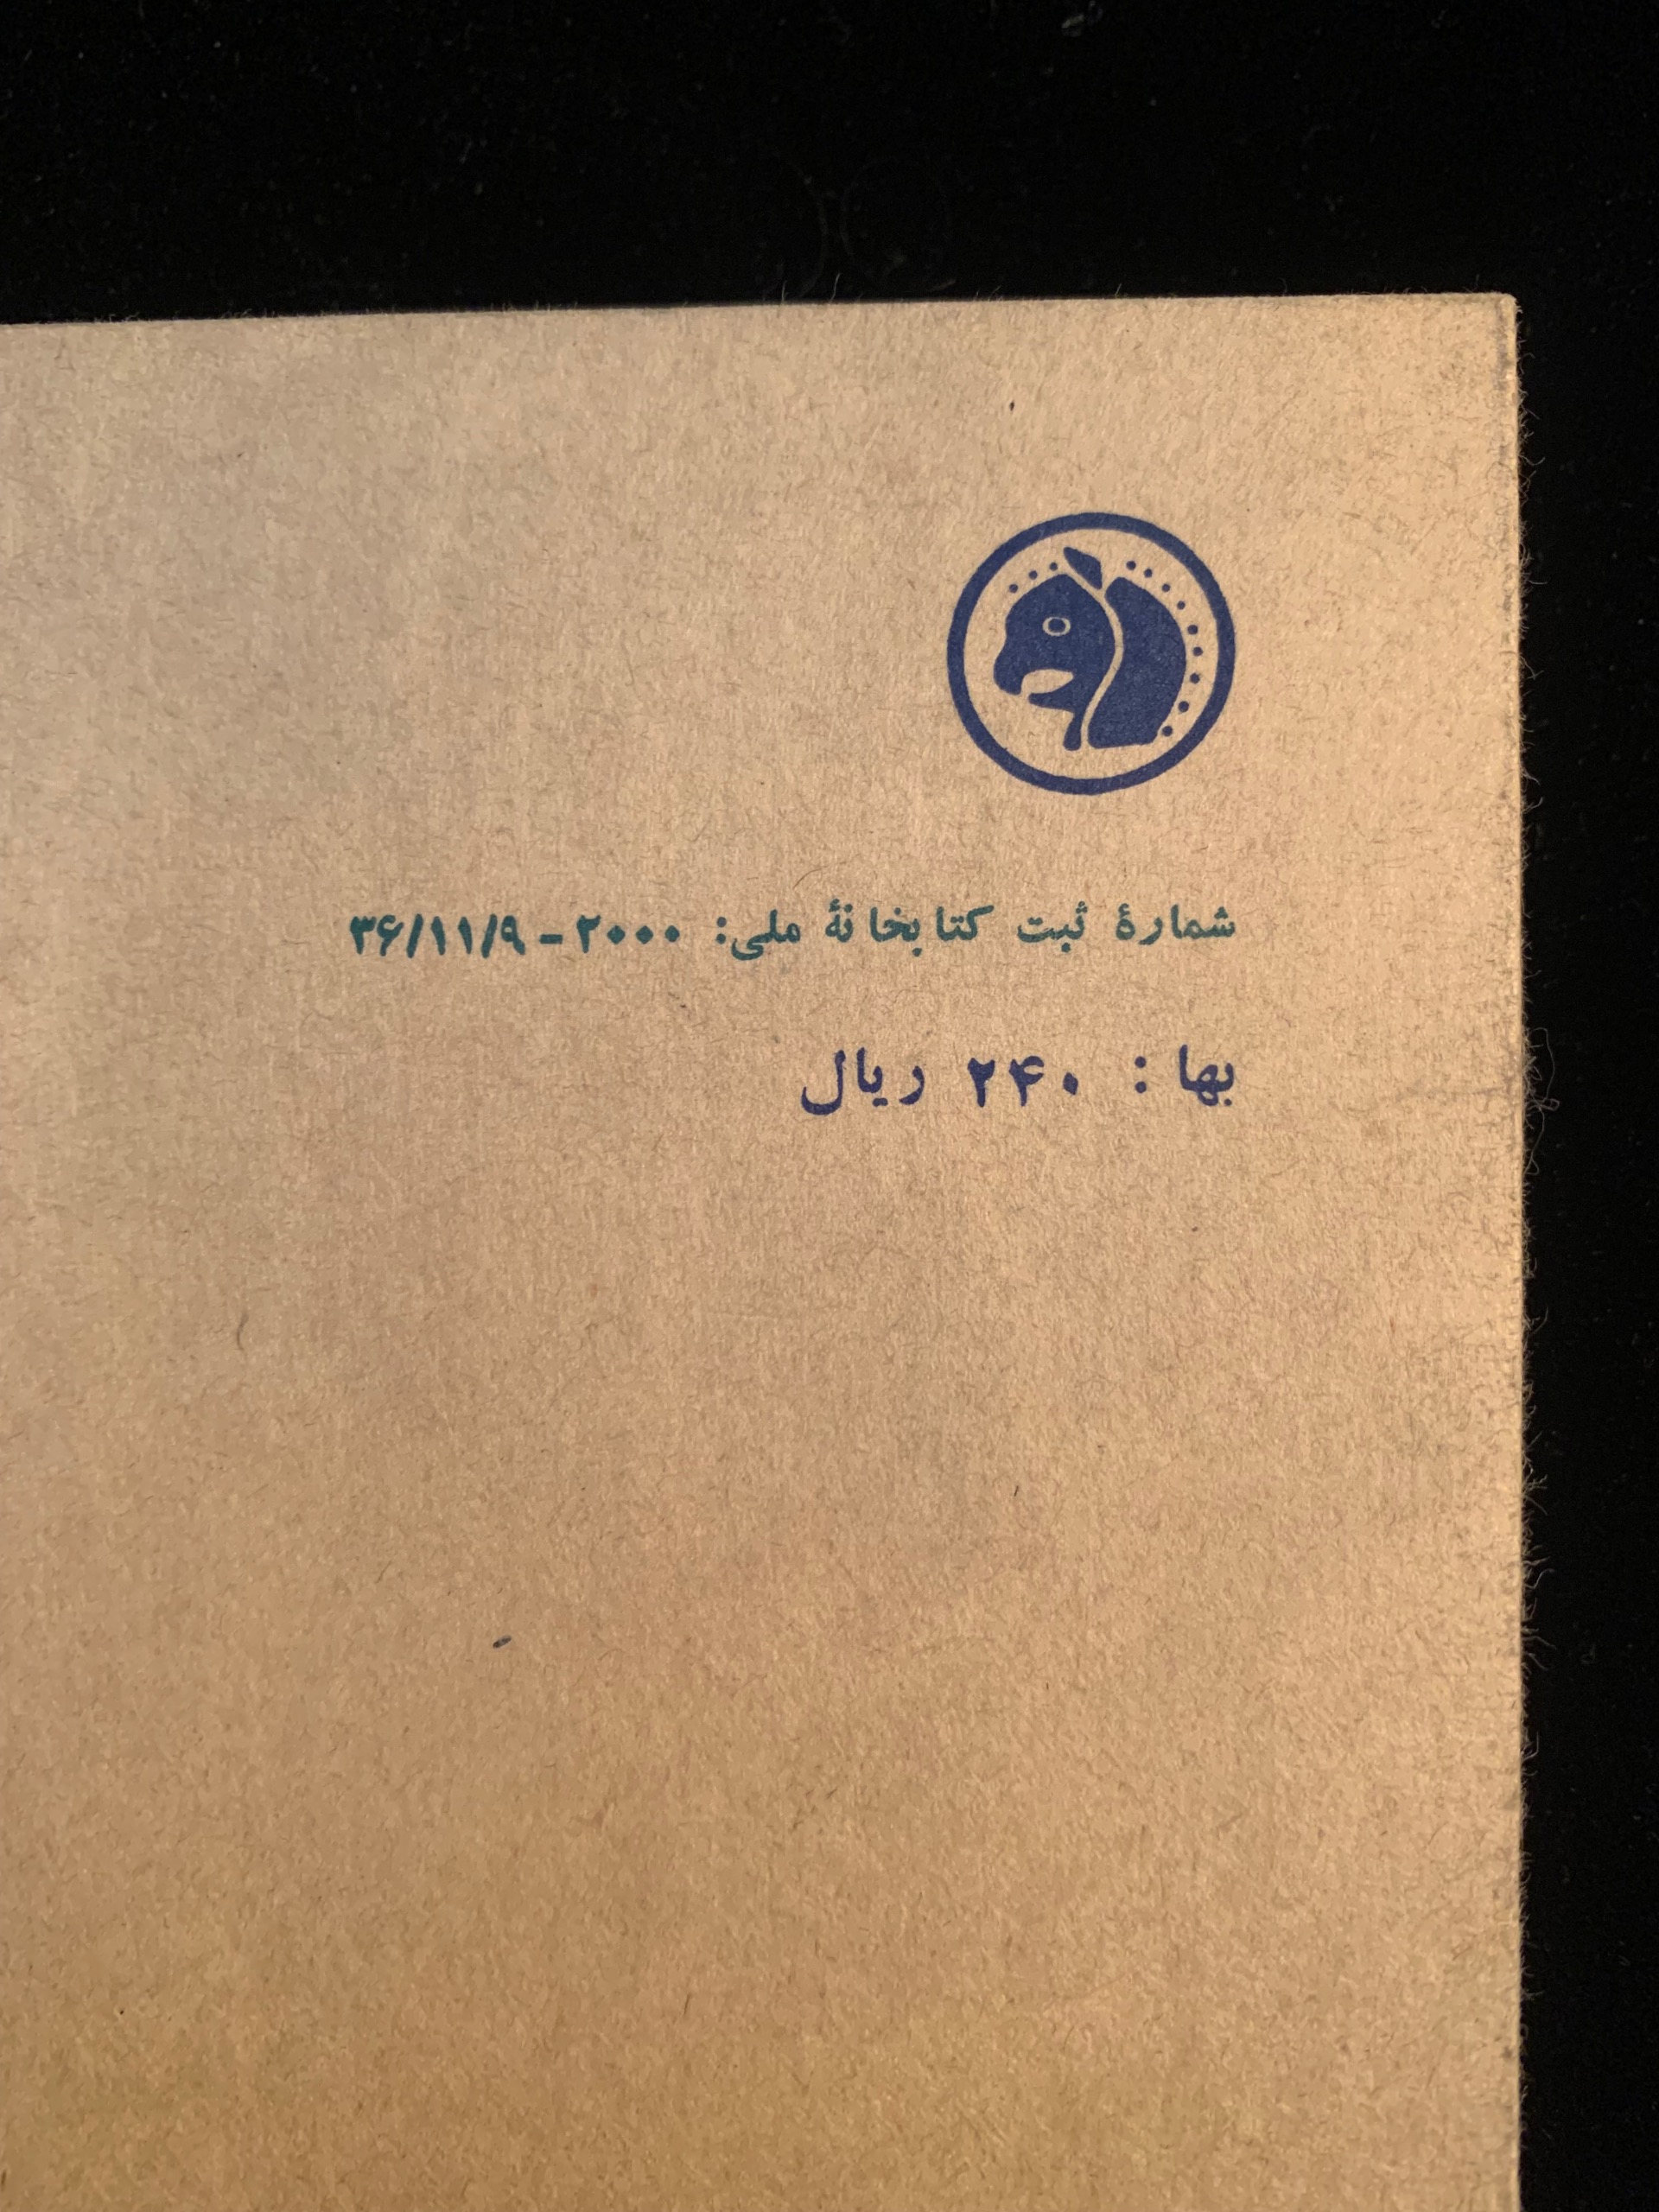 شمارهٔ ثبت کتابخانهٔ ملی: ۲۰۰۰ - ۳۶/۱۱/۹
بها : ۲۴۰ ریال